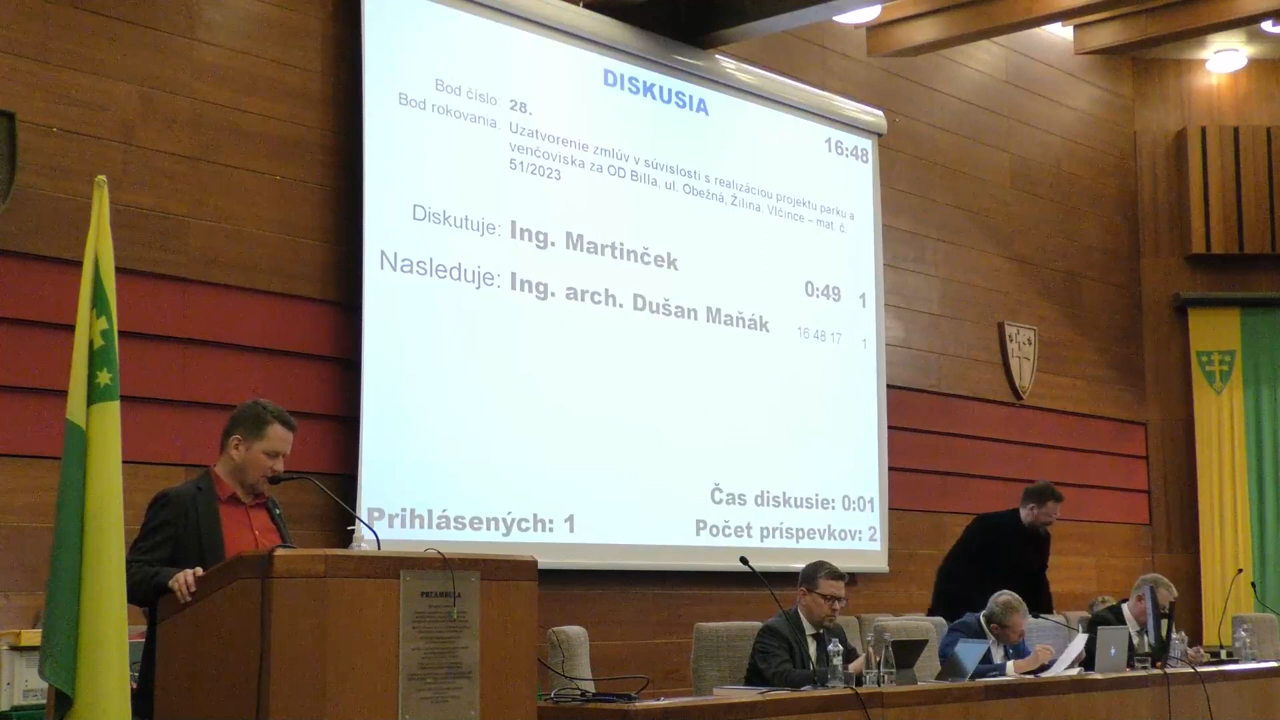 DISKUSIA
16:48
Bod číslo: 28.
Bod rokovania: Uzatvorenie zmlúv v súvislosti s realizáciou projektu parku a
venčoviska za OD Billa, ul. Obežná, Žilina, Vlčince – mat. č.
51/2023
Diskutuje: Ing. Martinček 0:49 1
Nasleduje: Ing. arch. Dušan Maňák 16 48 17 1
Čas diskusie: 0:01
Prihlásených: 1 Počet príspevkov: 2
PREAMBULA